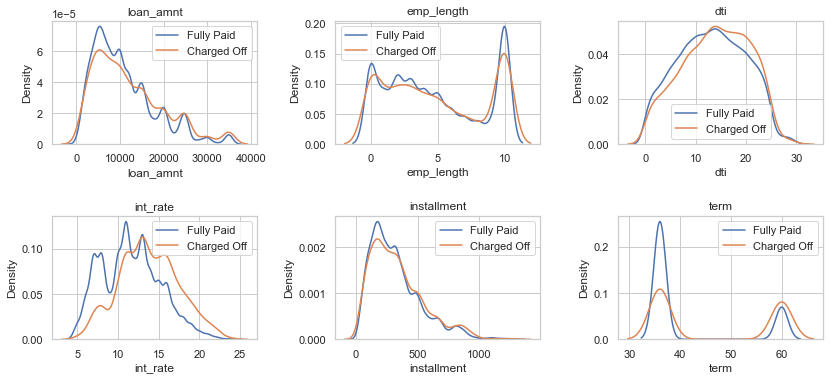 loan_amnt
1e−5
Density
6
4
2
0
Fully Paid
Charged Off
0 10000 20000 30000 40000
loan_amnt
emp_length
Density
0.20
0.15
0.10
0.05
0.00
Fully Paid
Charged Off
0 5 10
emp_length
dti
Density
0.04
0.02
0.00
Fully Paid
Charged Off
0 10 20 30
dti
int_rate
Density
0.10
0.05
0.00
Fully Paid
Charged Off
5 10 15 20 25
int_rate
installment
Density
0.002
0.001
0.000
Fully Paid
Charged Off
0 500 1000
installment
term
Density
0.2
0.1
0.0
Fully Paid
Charged Off
30 40 50 60
term